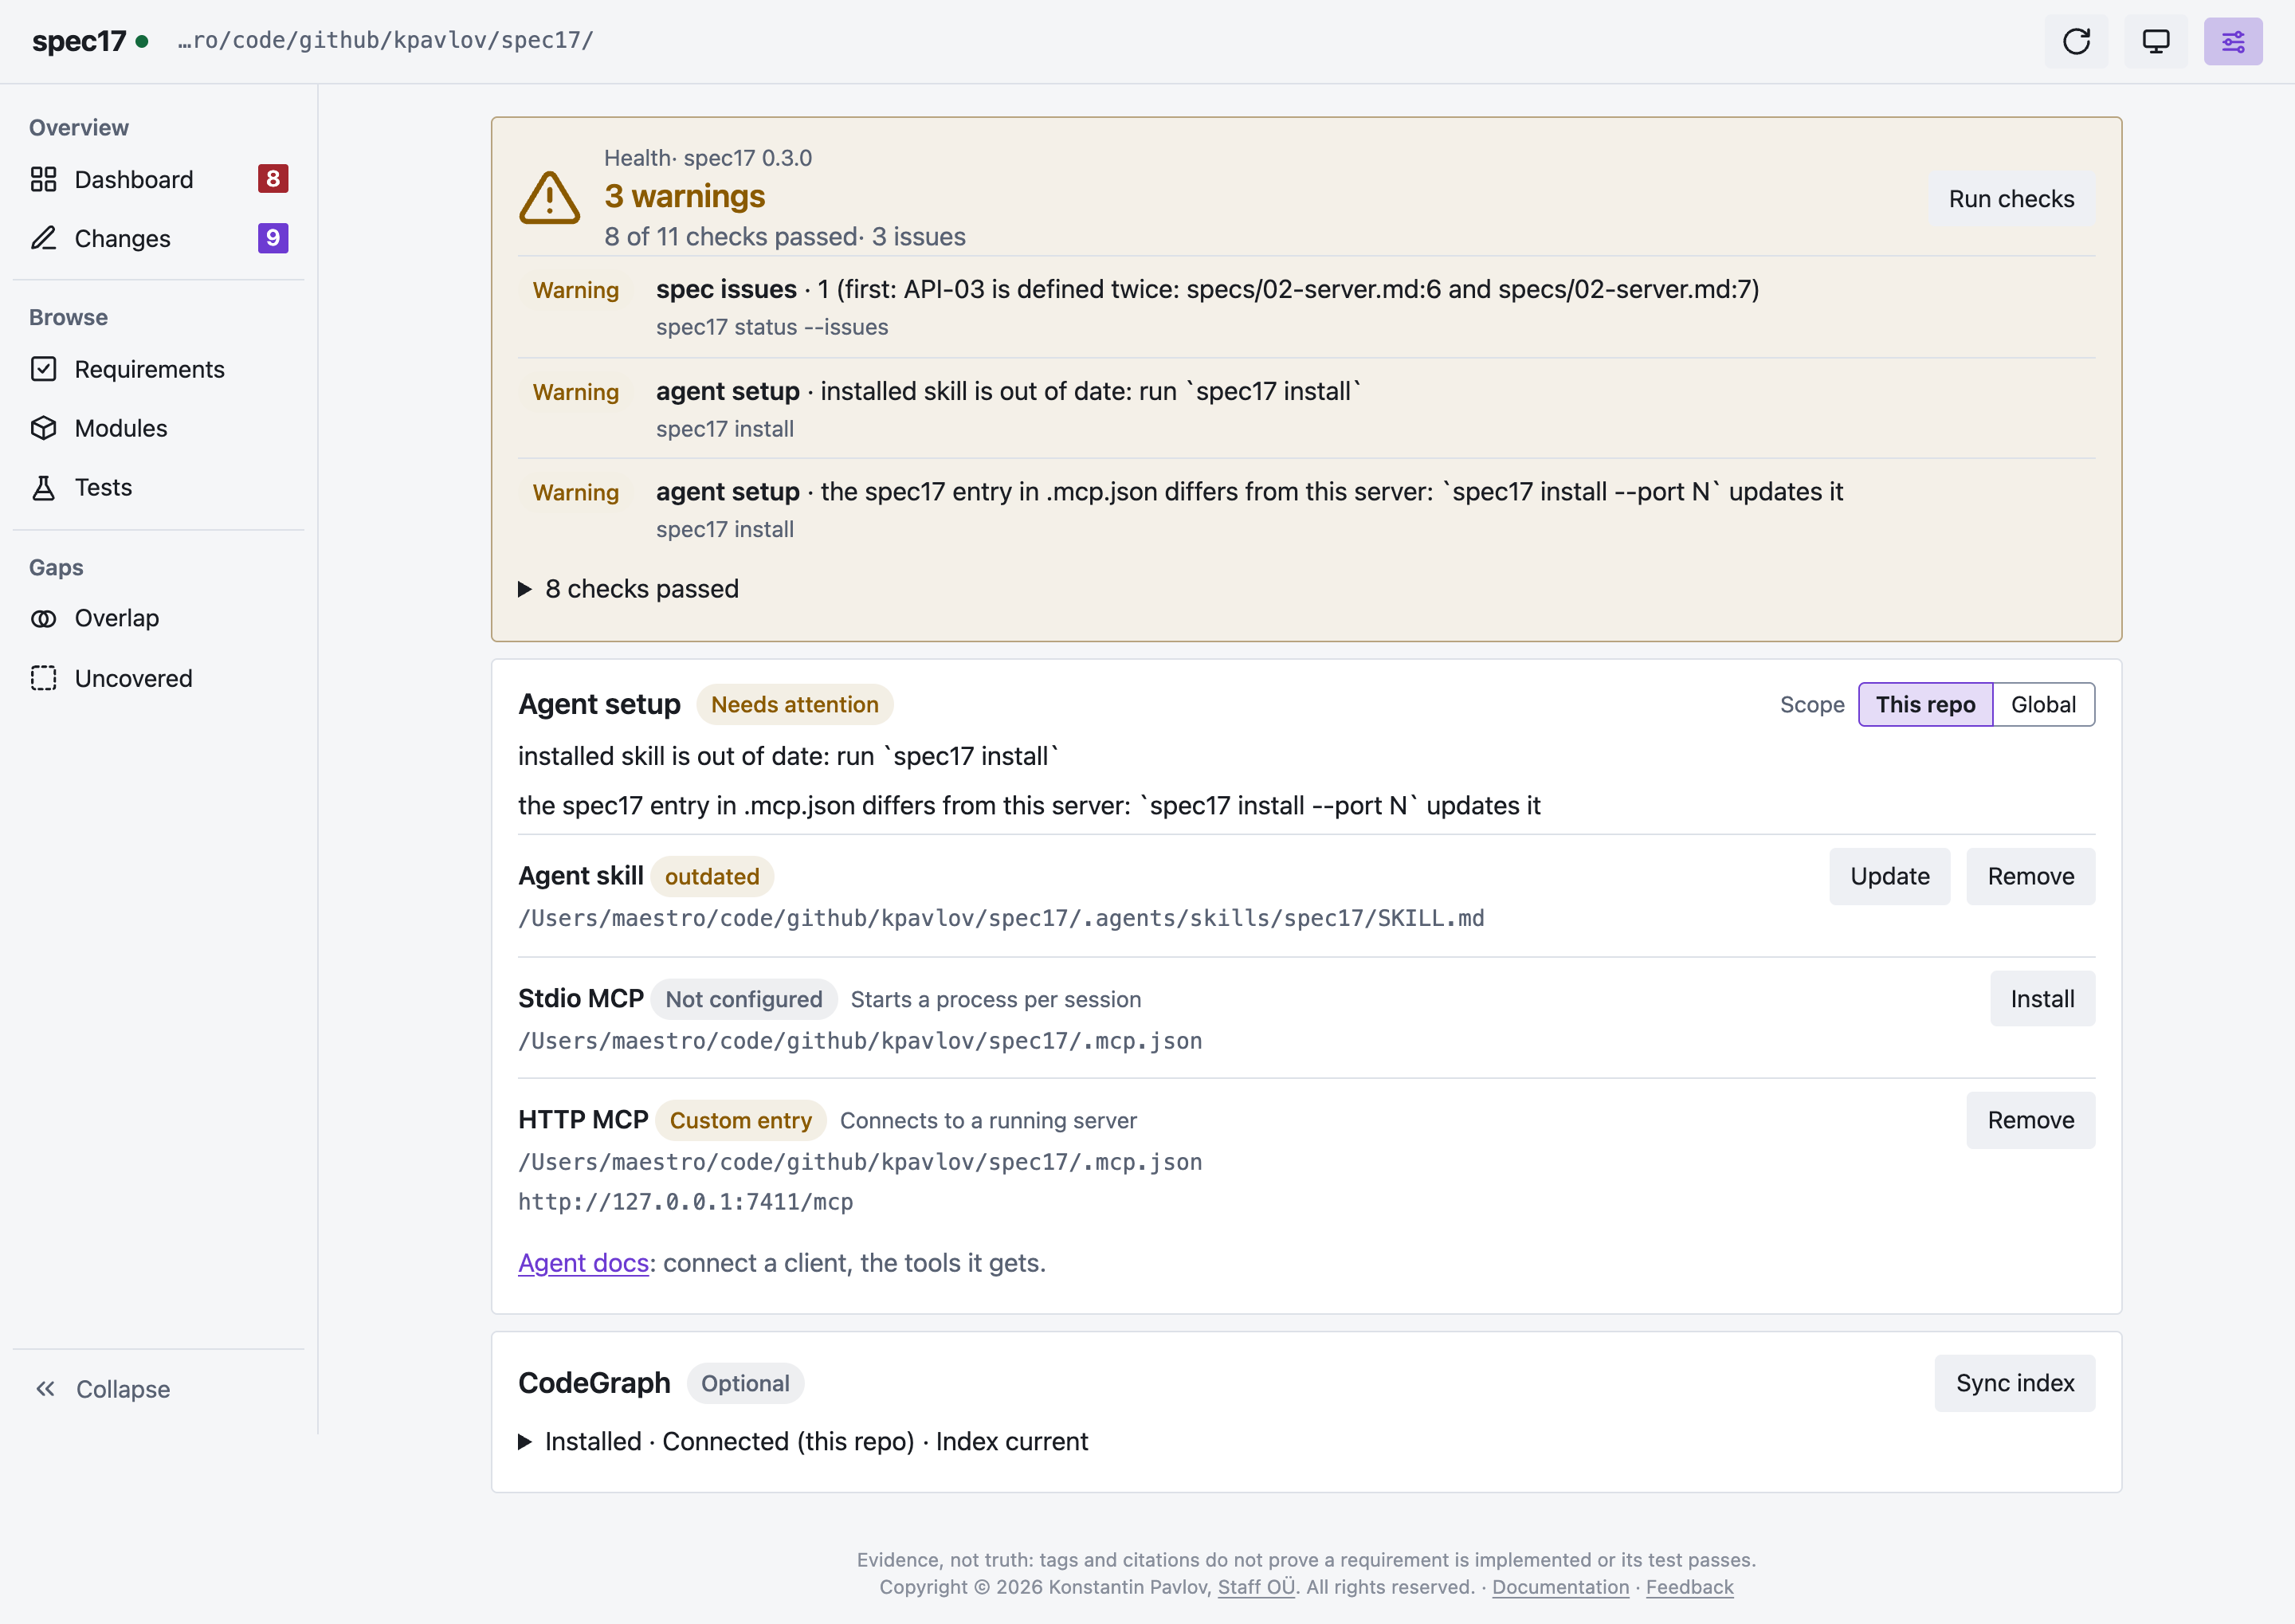 spec17 …ro/code/github/kpavlov/spec17/
Overview
Dashboard 8
Changes 9
Browse
Requirements
Modules
Tests
Gaps
Overlap
Uncovered
Collapse
Health· spec17 0.3.0
3 warnings
8 of 11 checks passed· 3 issues
Run checks
Warning spec issues · 1 (first: API-03 is defined twice: specs/02-server.md:6 and specs/02-server.md:7)
spec17 status --issues
Warning agent setup · installed skill is out of date: run `spec17 install`
spec17 install
Warning agent setup · the spec17 entry in .mcp.json differs from this server: `spec17 install --port N` updates it
spec17 install
8 checks passed
Agent setup Needs attention Scope This repo Global
installed skill is out of date: run `spec17 install`
the spec17 entry in .mcp.json differs from this server: `spec17 install --port N` updates it
Agent skill outdated Update Remove
/Users/maestro/code/github/kpavlov/spec17/.agents/skills/spec17/SKILL.md
Stdio MCP Not configured Starts a process per session Install
/Users/maestro/code/github/kpavlov/spec17/.mcp.json
HTTP MCP Custom entry Connects to a running server Remove
/Users/maestro/code/github/kpavlov/spec17/.mcp.json
http://127.0.0.1:7411/mcp
Agent docs: connect a client, the tools it gets.
CodeGraph Optional Sync index
Installed · Connected (this repo) · Index current
Evidence, not truth: tags and citations do not prove a requirement is implemented or its test passes.
Copyright © 2026 Konstantin Pavlov, Staff OÜ. All rights reserved. · Documentation · Feedback